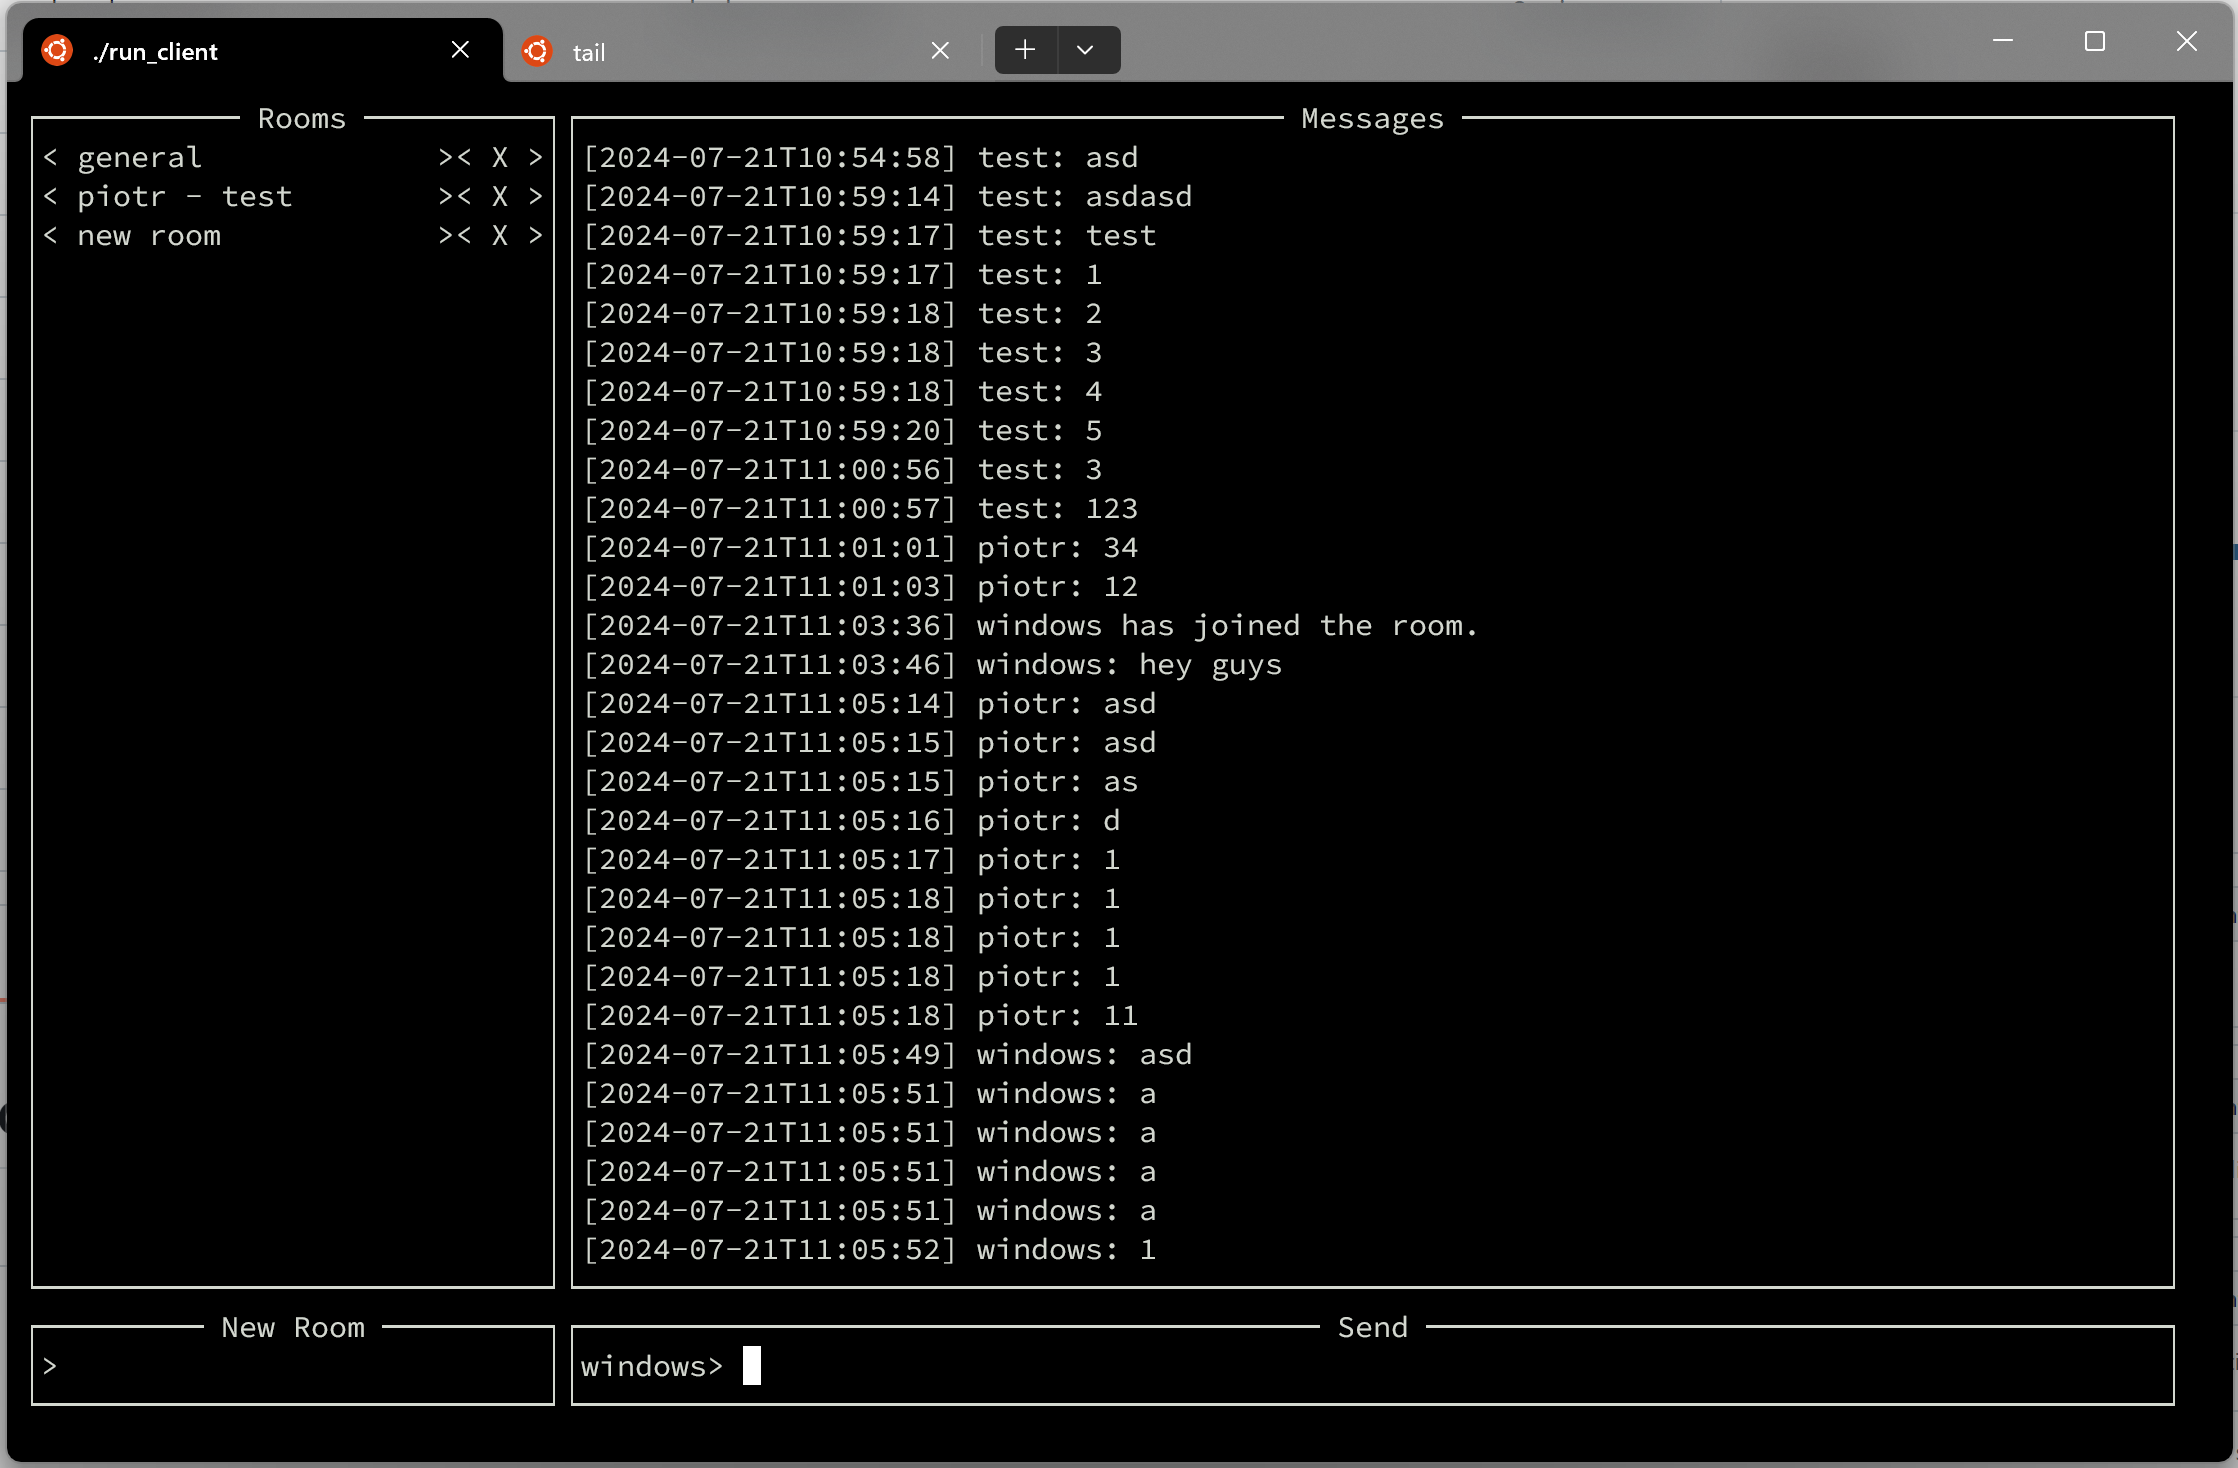 ./run_client
tail
Rooms
< general >< X >
< piotr - test >< X >
< new room >< X >
Messages
[2024-07-21T10:54:58] test: asd
[2024-07-21T10:59:14] test: asdasd
[2024-07-21T10:59:17] test: test
[2024-07-21T10:59:17] test: 1
[2024-07-21T10:59:18] test: 2
[2024-07-21T10:59:18] test: 3
[2024-07-21T10:59:18] test: 4
[2024-07-21T10:59:20] test: 5
[2024-07-21T11:00:56] test: 3
[2024-07-21T11:00:57] test: 123
[2024-07-21T11:01:01] piotr: 34
[2024-07-21T11:01:03] piotr: 12
[2024-07-21T11:03:36] windows has joined the room.
[2024-07-21T11:03:46] windows: hey guys
[2024-07-21T11:05:14] piotr: asd
[2024-07-21T11:05:15] piotr: asd
[2024-07-21T11:05:15] piotr: as
[2024-07-21T11:05:16] piotr: d
[2024-07-21T11:05:17] piotr: 1
[2024-07-21T11:05:18] piotr: 1
[2024-07-21T11:05:18] piotr: 1
[2024-07-21T11:05:18] piotr: 1
[2024-07-21T11:05:18] piotr: 11
[2024-07-21T11:05:49] windows: asd
[2024-07-21T11:05:51] windows: a
[2024-07-21T11:05:51] windows: a
[2024-07-21T11:05:51] windows: a
[2024-07-21T11:05:51] windows: a
[2024-07-21T11:05:52] windows: 1
New Room
>
Send
windows>